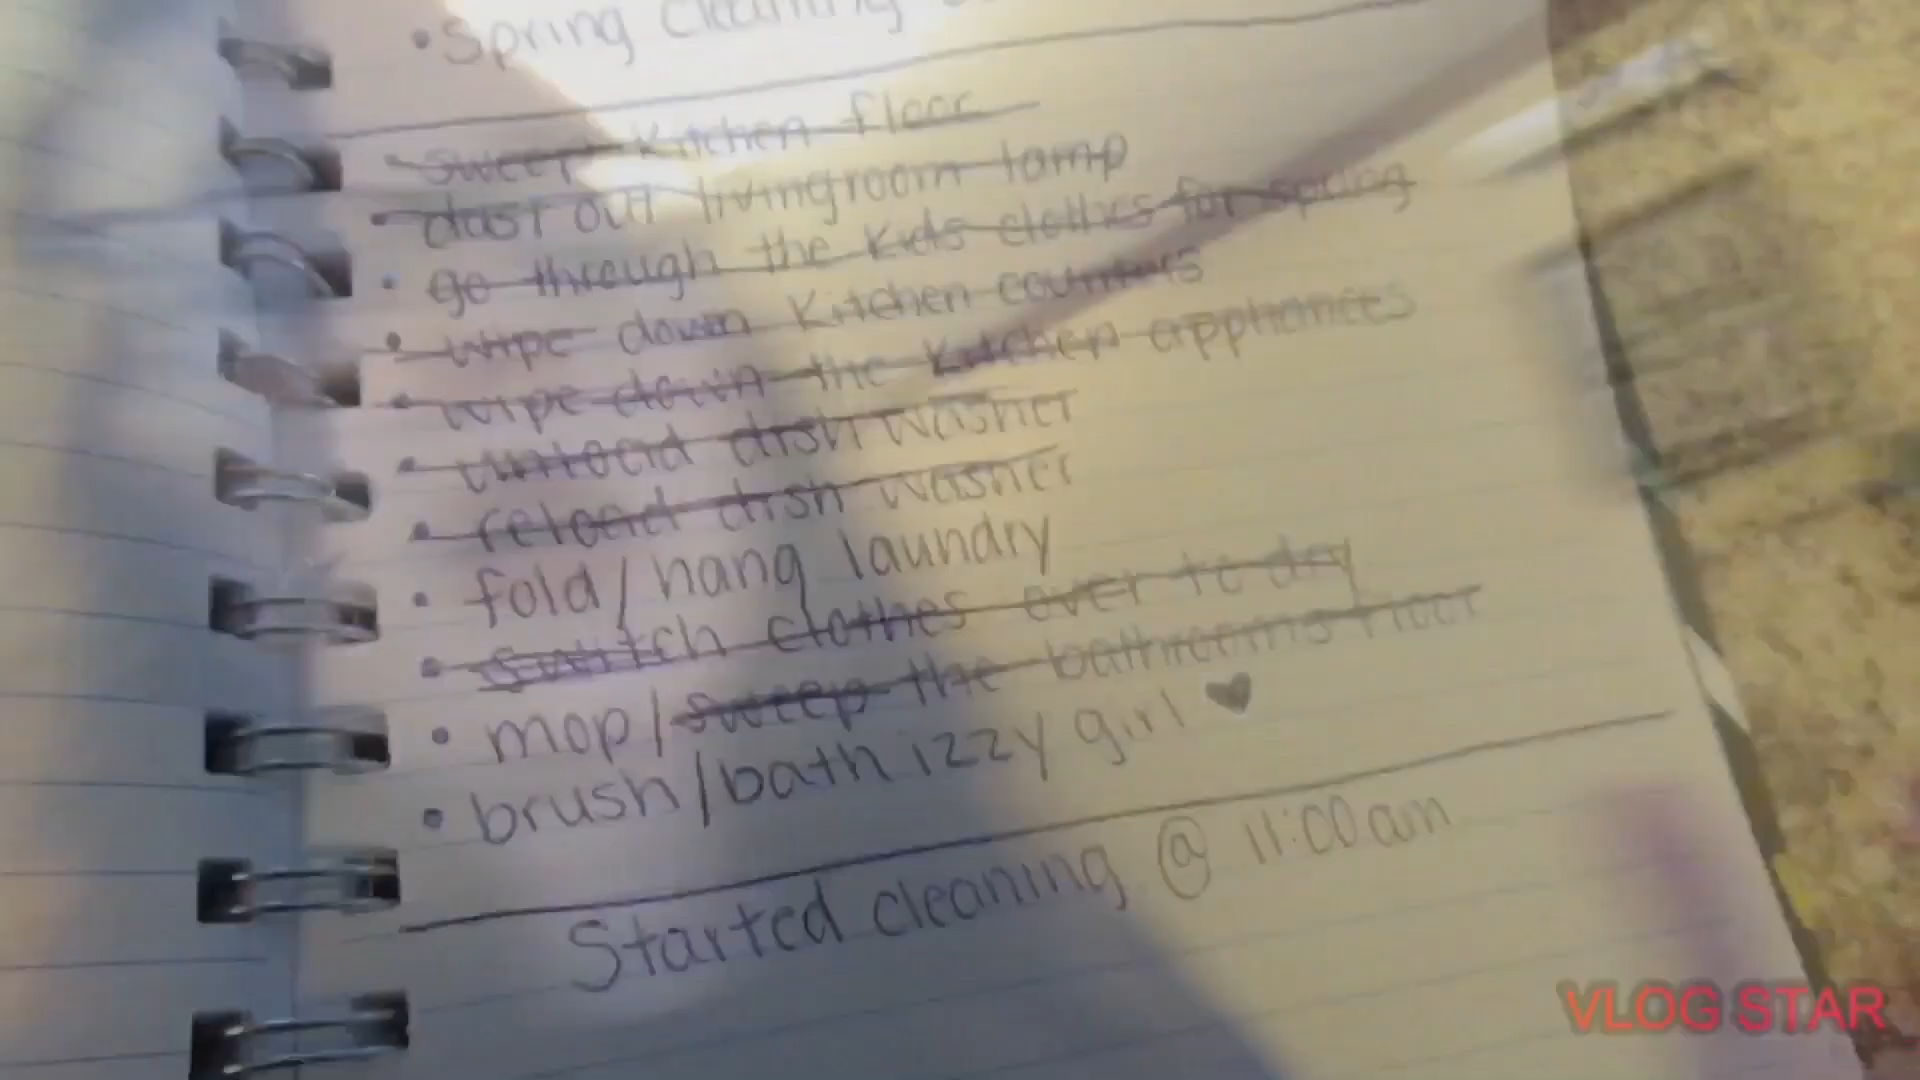 • Spring Cleaning
• sweep Kitchen floor
• dust out livingroom lamp
• go through the kids clothes for spring
• wipe down Kitchen counters
• wipe down the Kitchen appliances
• unload dish washer
• reload dish washer
• fold/hang laundry
• switch clothes over to dry
• mop/sweep the bathrooms floor
• brush/bath izzy girl ♥
Started cleaning @ 11:00am
VLOG STAR